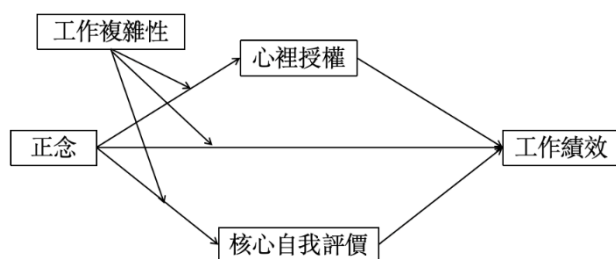 工作複雜性
心裡授權
正念
工作績效
核心自我評價